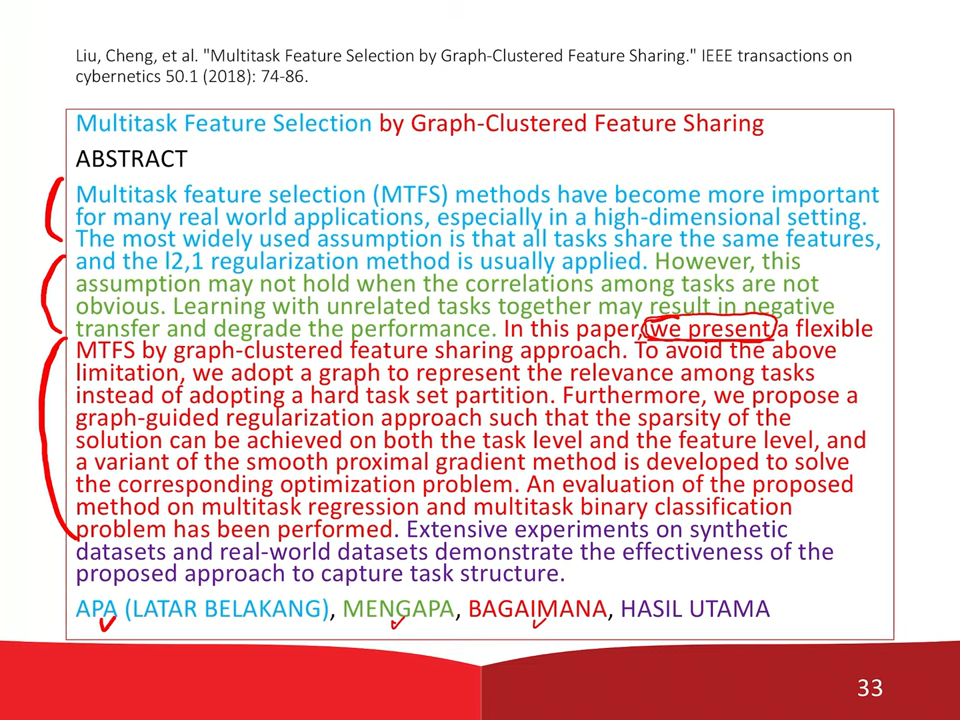 Liu, Cheng, et al. "Multitask Feature Selection by Graph-Clustered Feature Sharing." IEEE transactions on
cybernetics 50.1 (2018): 74-86.
Multitask Feature Selection by Graph-Clustered Feature Sharing
ABSTRACT
Multitask feature selection (MTFS) methods have become more important
for many real world applications, especially in a high-dimensional setting.
The most widely used assumption is that all tasks share the same features,
and the l2,1 regularization method is usually applied. However, this
assumption may not hold when the correlations among tasks are not
obvious. Learning with unrelated tasks together may result in negative
transfer and degrade the performance. In this paper, we present a flexible
MTFS by graph-clustered feature sharing approach. To avoid the above
limitation, we adopt a graph to represent the relevance among tasks
instead of adopting a hard task set partition. Furthermore, we propose a
graph-guided regularization approach such that the sparsity of the
solution can be achieved on both the task level and the feature level, and
a variant of the smooth proximal gradient method is developed to solve
the corresponding optimization problem. An evaluation of the proposed
method on multitask regression and multitask binary classification
problem has been performed. Extensive experiments on synthetic
datasets and real-world datasets demonstrate the effectiveness of the
proposed approach to capture task structure.
APA (LATAR BELAKANG), MENGAPA, BAGAIMANA, HASIL UTAMA
33